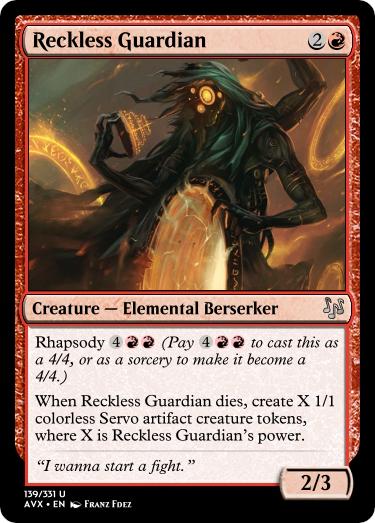 Reckless Guardian 2
Creature — Elemental Berserker
Rhapsody 4 (Pay 4 to cast this as
a 4/4, or as a sorcery to make it become a
4/4.)
When Reckless Guardian dies, create X 1/1
colorless Servo artifact creature tokens,
where X is Reckless Guardian's power.
"I wanna start a fight."
2/3
139/331 U
AVX • EN Franz Fdez